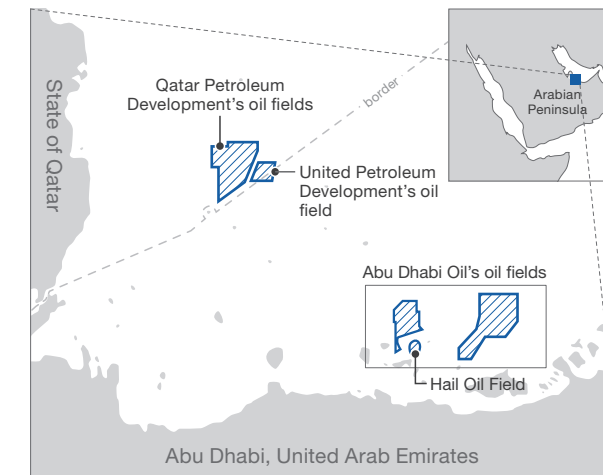 Qatar Petroleum
Development's oil fields
border
Arabian
Peninsula
State of Qatar
United Petroleum
Development's oil
field
Abu Dhabi Oil's oil fields
Hail Oil Field
Abu Dhabi, United Arab Emirates